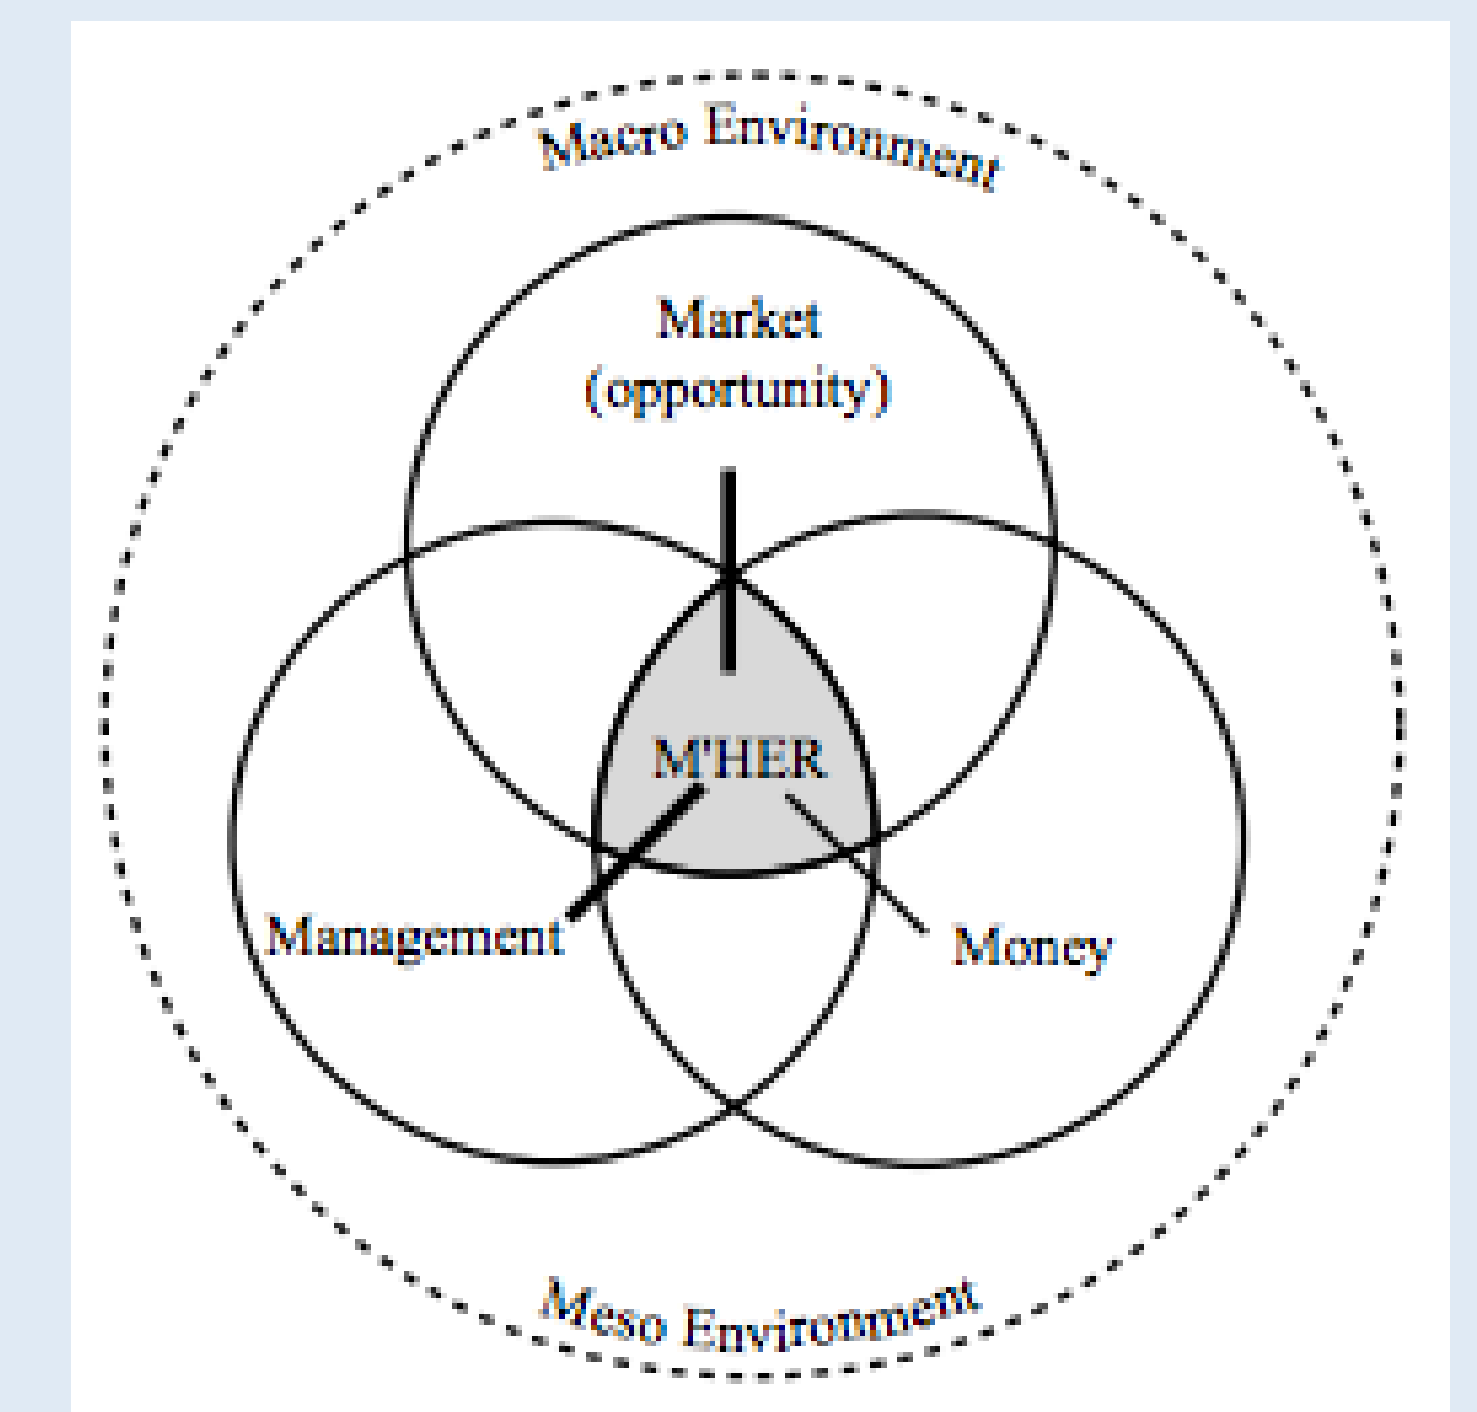 Macro Environment
Market
(opportunity)
M'HER
Management
Money
Meso Environment